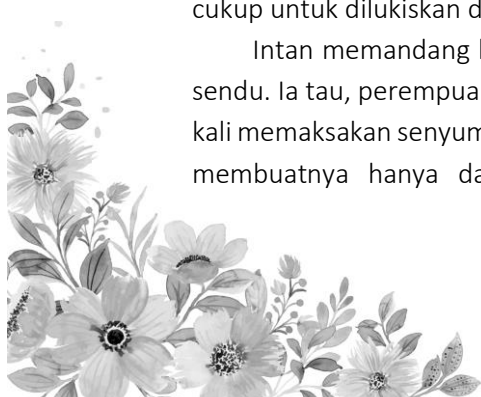 cukup untuk dilukiskan d
Intan memandang
sendu. Ia tau, perempua
kali memaksakan senyum
membuatnya hanya da